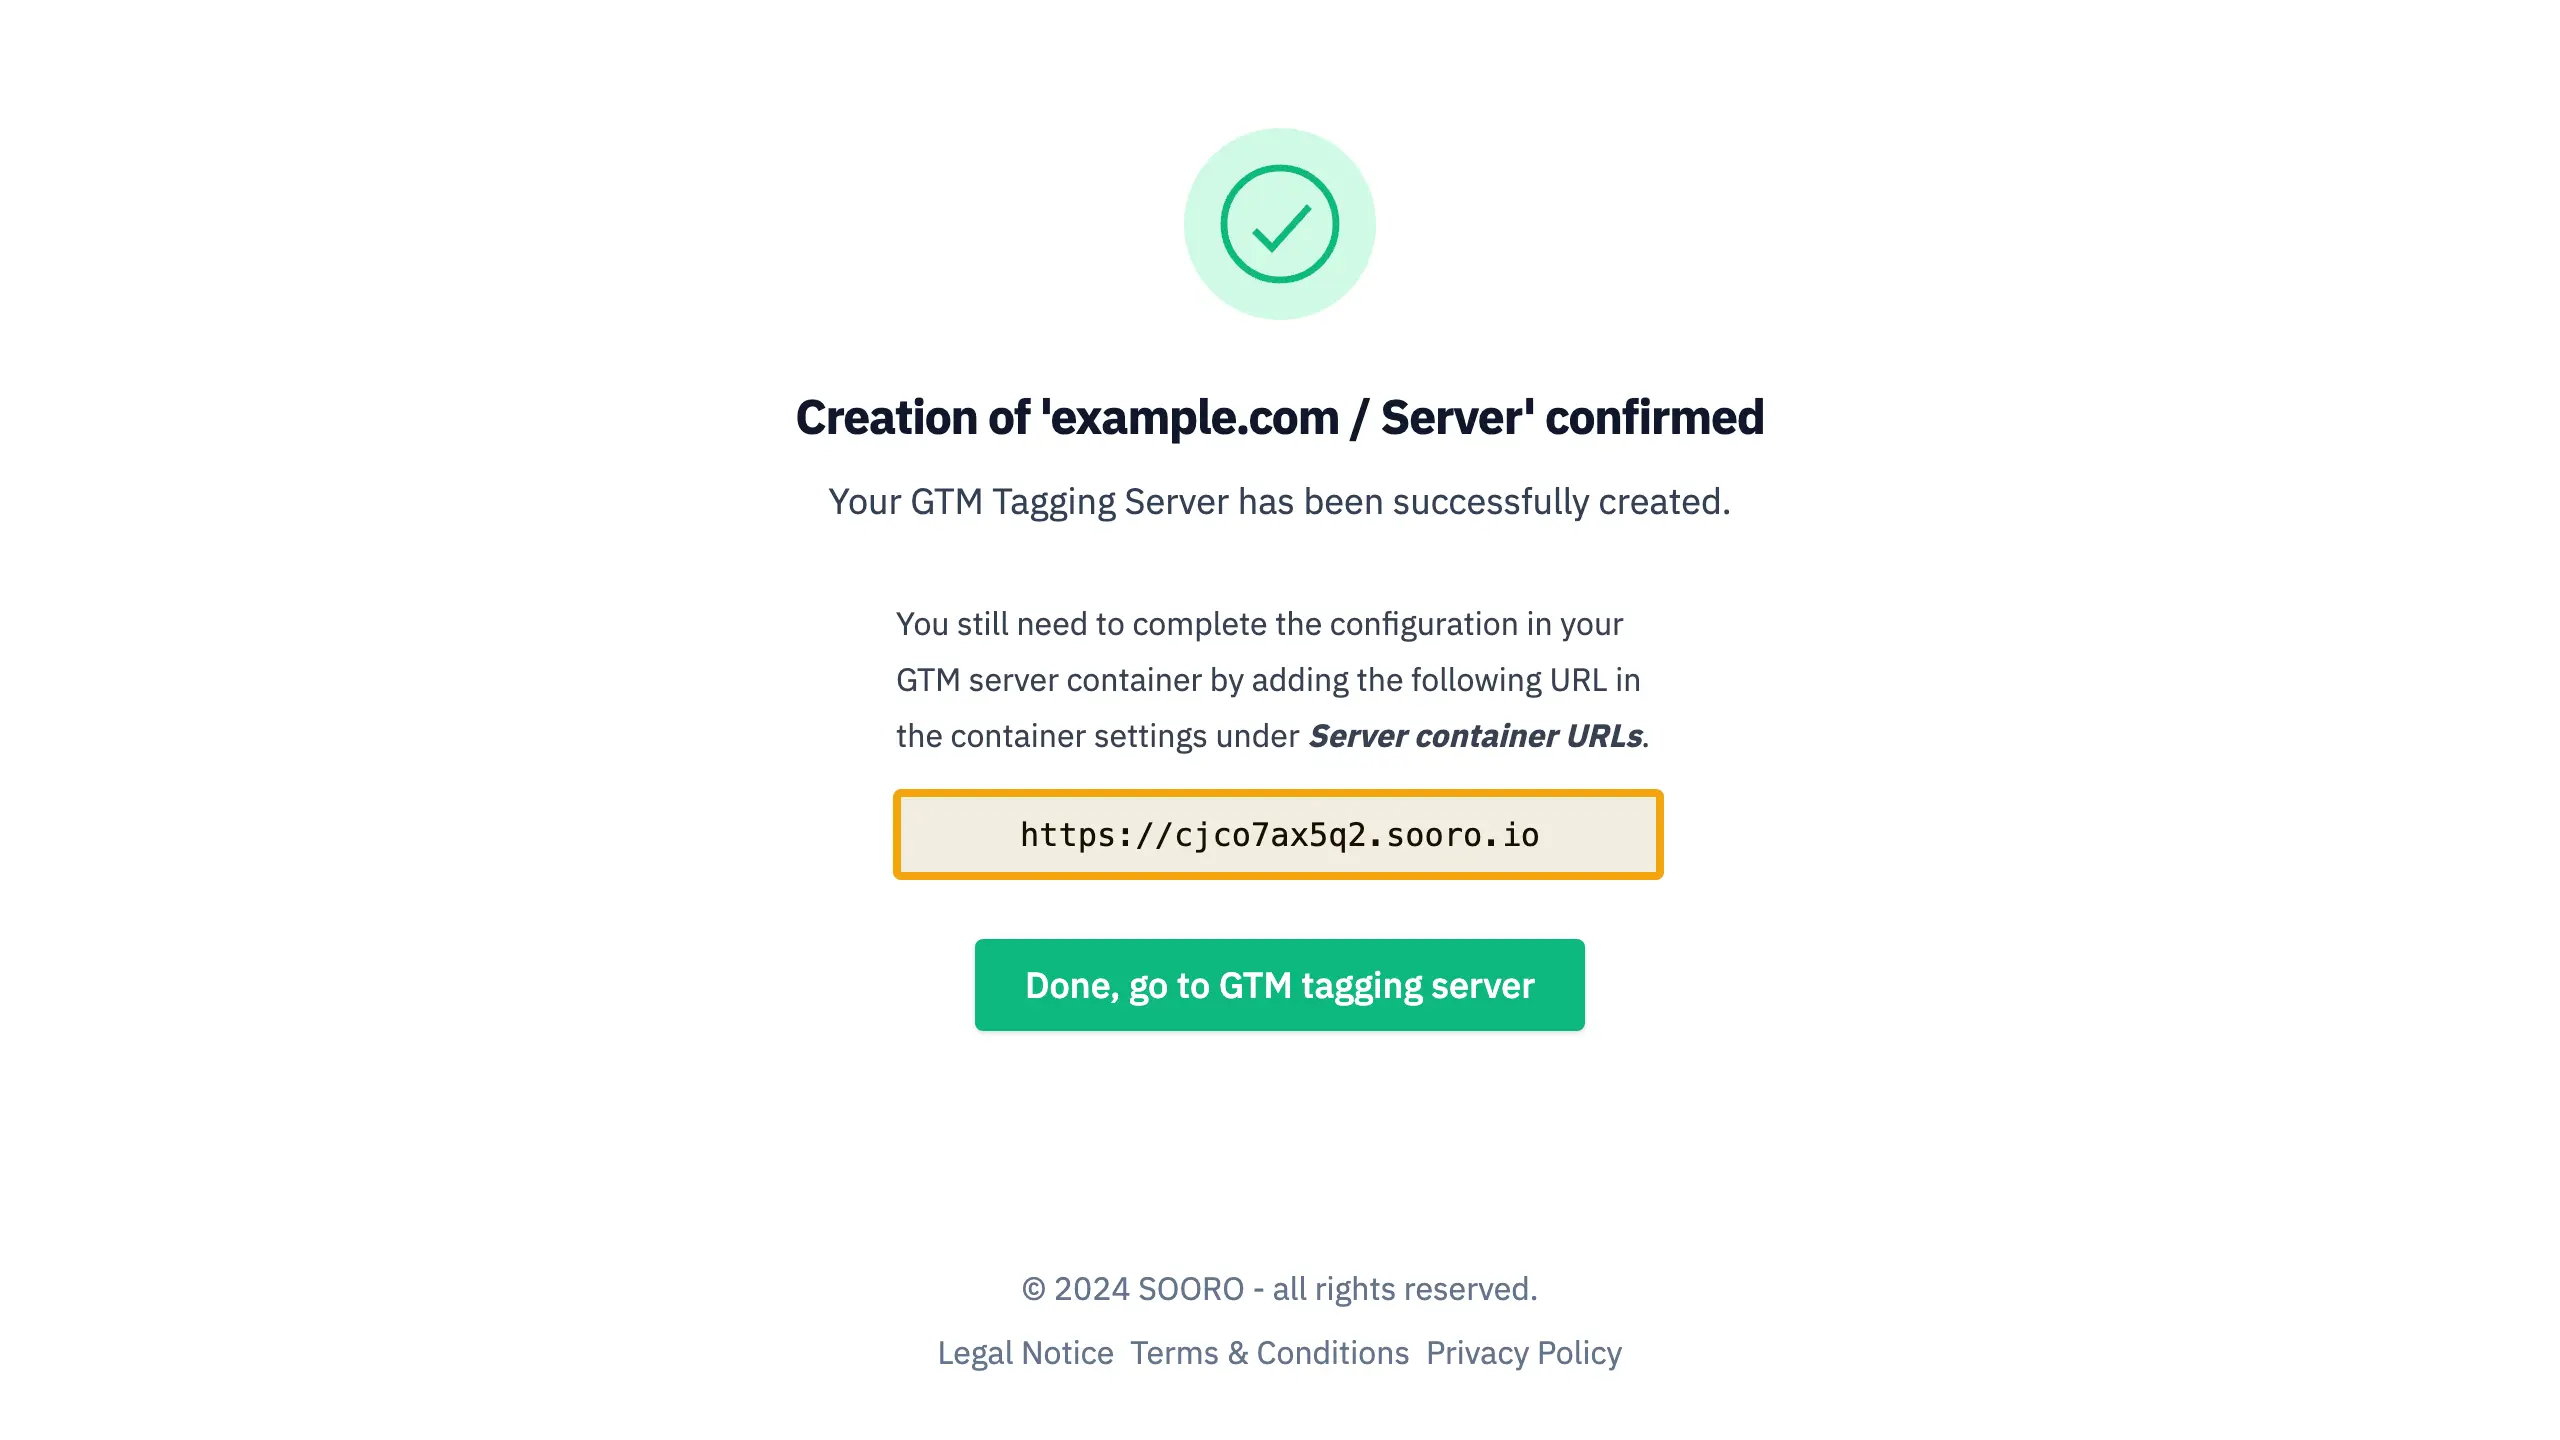 Creation of 'example.com / Server' confirmed
Your GTM Tagging Server has been successfully created.
You still need to complete the configuration in your
GTM server container by adding the following URL in
the container settings under Server container URLs.
https://cjco7ax5q2.sooro.io
Done, go to GTM tagging server
© 2024 SOORO - all rights reserved.
Legal Notice Terms & Conditions Privacy Policy